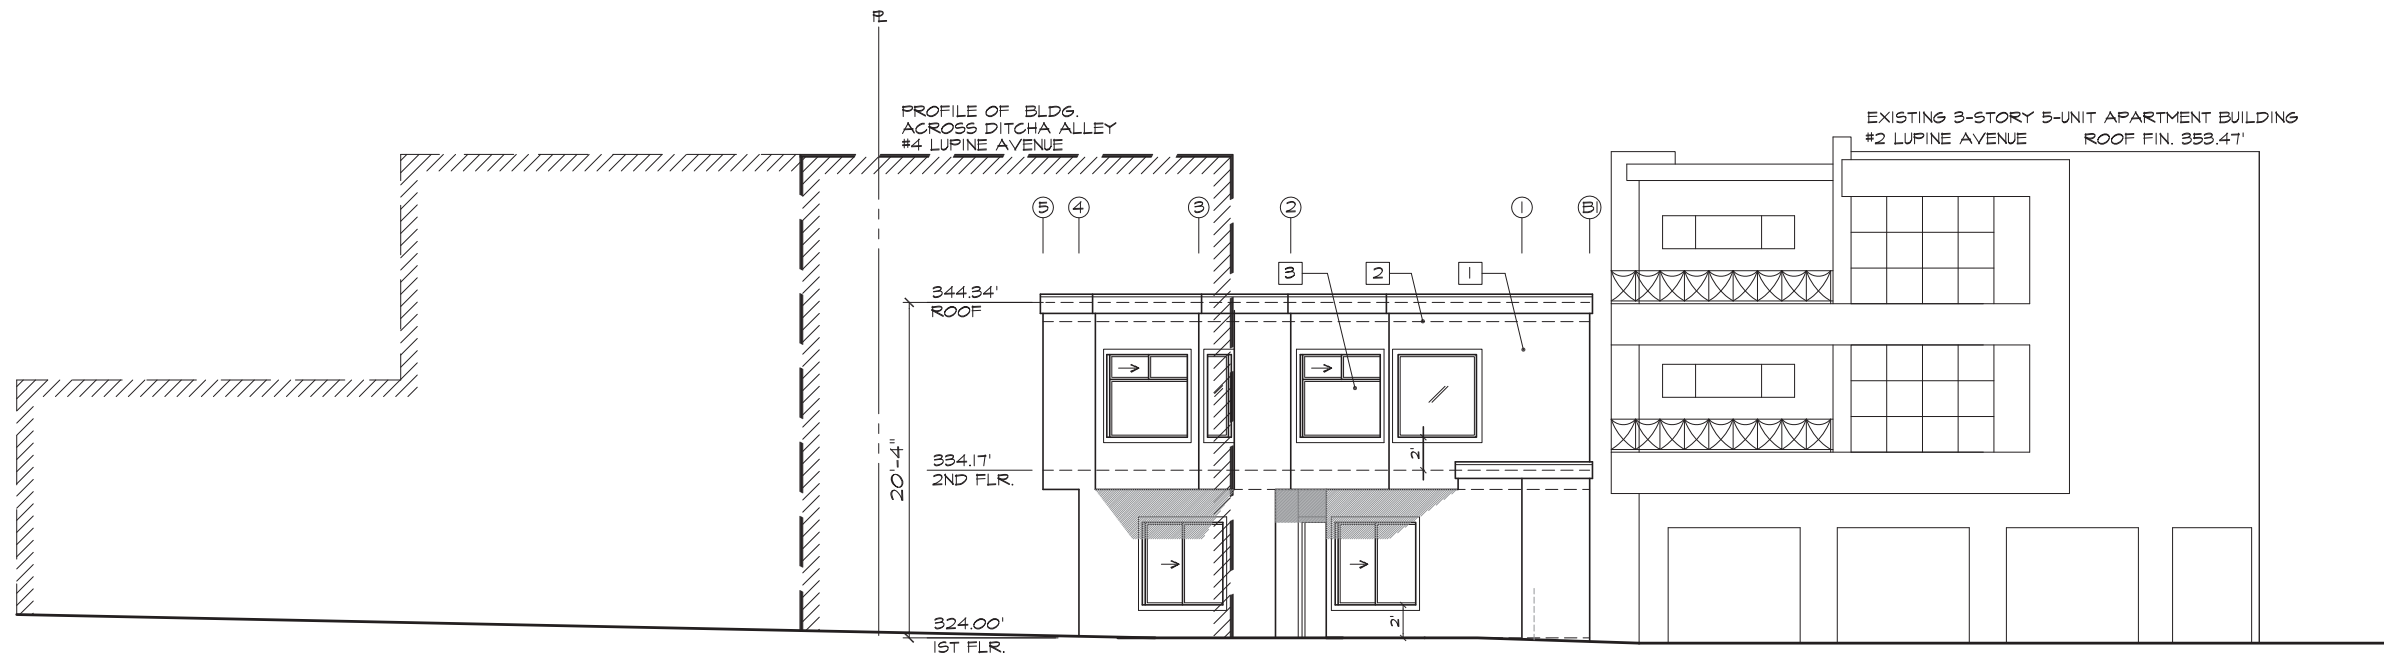 PL
PROFILE OF BLDG.
ACROSS DITCHA ALLEY
#4 LUPINE AVENUE
EXISTING 3-STORY 5-UNIT APARTMENT BUILDING
#2 LUPINE AVENUE ROOF FIN. 353.47'
5 4 3 2 1 B1
3 2 1
344.34'
ROOF
20'-4"
2'
334.17'
2ND FLR.
2'
324.00'
1ST FLR.